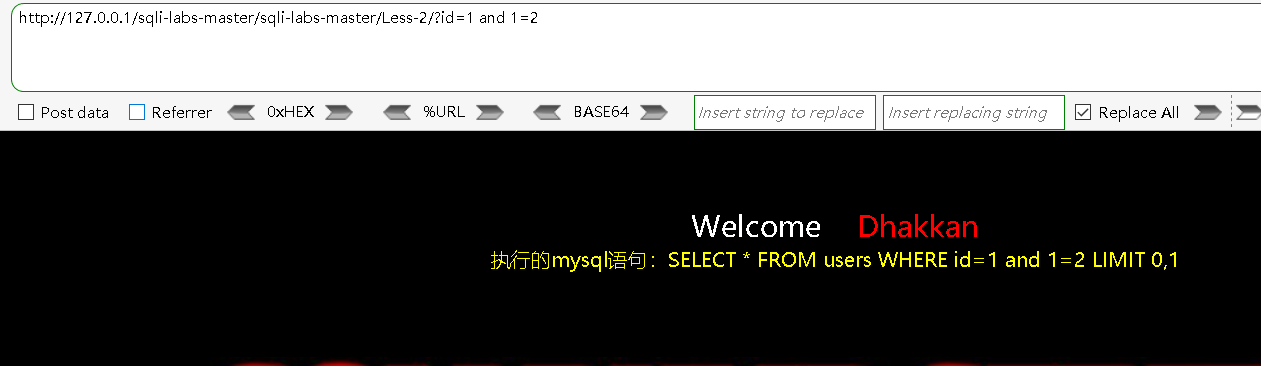 http://127.0.0.1/sqli-labs-master/sqli-labs-master/Less-2/?id=1 and 1=2
Post data Referrer 0xHEX %URL BASE64 Insert string to replace Insert replacing string Replace All
Welcome Dhakkan
执行的mysql语句：SELECT * FROM users WHERE id=1 and 1=2 LIMIT 0,1